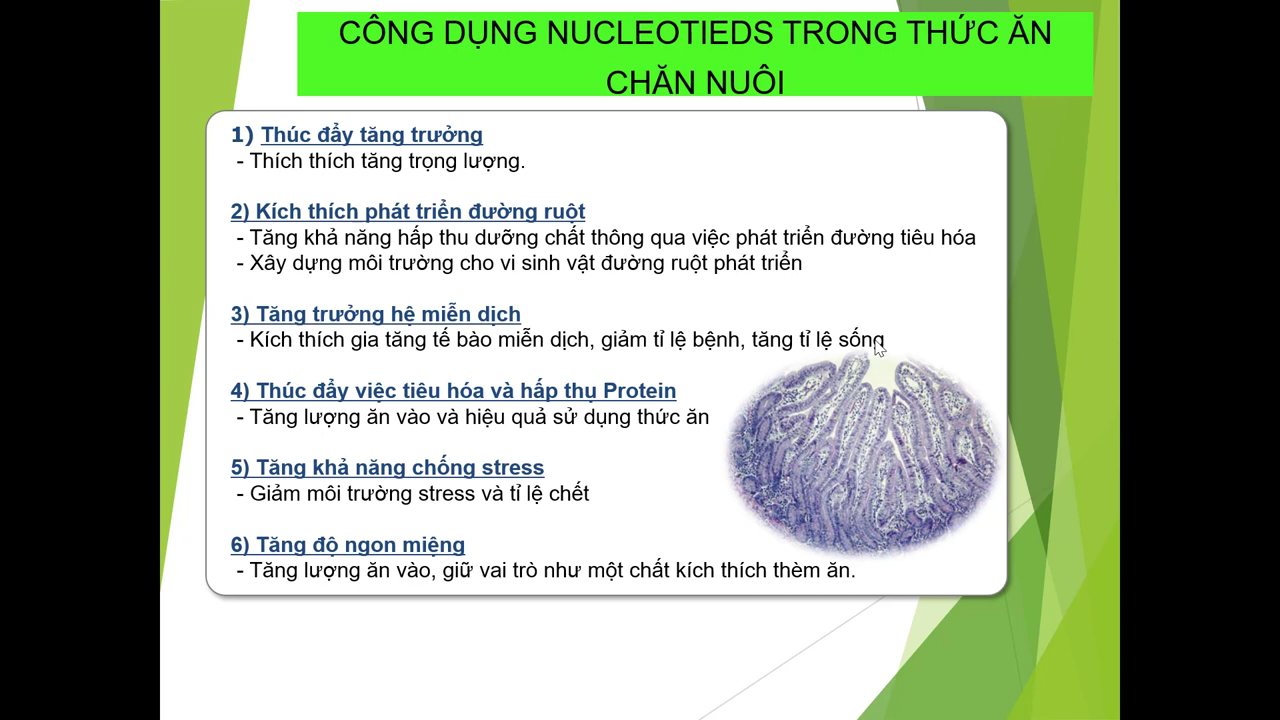 CÔNG DỤNG NUCLEOTIEDS TRONG THỨC ĂN
CHĂN NUÔI
1) Thúc đẩy tăng trưởng
- Thích thích tăng trọng lượng.
2) Kích thích phát triển đường ruột
- Tăng khả năng hấp thu dưỡng chất thông qua việc phát triển đường tiêu hóa
- Xây dựng môi trường cho vi sinh vật đường ruột phát triển
3) Tăng trưởng hệ miễn dịch
- Kích thích gia tăng tế bào miễn dịch, giảm tỉ lệ bệnh, tăng tỉ lệ sống
4) Thúc đẩy việc tiêu hóa và hấp thụ Protein
- Tăng lượng ăn vào và hiệu quả sử dụng thức ăn
5) Tăng khả năng chống stress
- Giảm môi trường stress và tỉ lệ chết
6) Tăng độ ngon miệng
- Tăng lượng ăn vào, giữ vai trò như một chất kích thích thèm ăn.